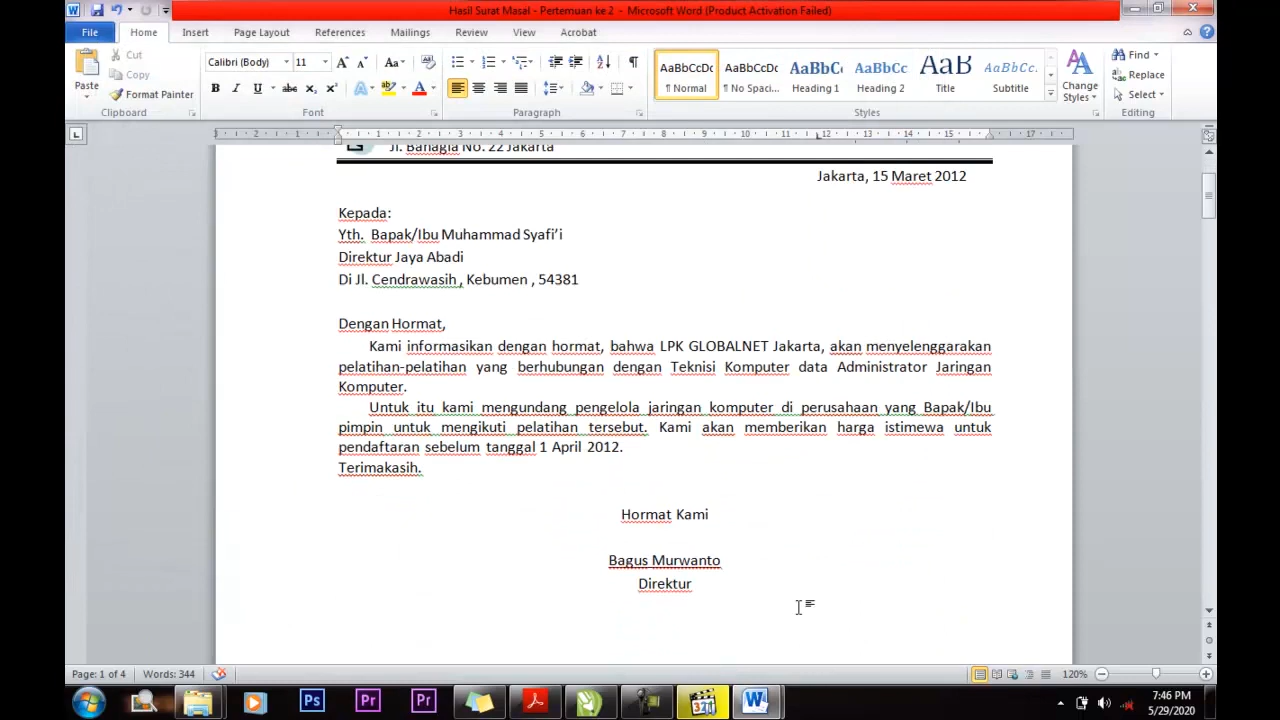 Hasil Surat Masal - Pertemuan ke 2 - Microsoft Word (Product Activation Failed)
File Home Insert Page Layout References Mailings Review View Acrobat
Paste
Cut
Copy
Format Painter
Clipboard
Calibri (Body) 11
Font
Paragraph
AaBbCcDc AaBbCcDc AaBbC AaBbCc AaB AaBbCc.
¶ Normal ¶ No Spaci... Heading 1 Heading 2 Title Subtitle
Change Styles
Styles
Find
Replace
Select
Editing
Jl. Bahagia No. 22 Jakarta
Jakarta, 15 Maret 2012
Kepada:
Yth. Bapak/Ibu Muhammad Syafi’i
Direktur Jaya Abadi
Di Jl. Cendrawasih , Kebumen , 54381
Dengan Hormat,
Kami informasikan dengan hormat, bahwa LPK GLOBALNET Jakarta, akan menyelenggarakan
pelatihan-pelatihan yang berhubungan dengan Teknisi Komputer data Administrator Jaringan
Komputer.
Untuk itu kami mengundang pengelola jaringan komputer di perusahaan yang Bapak/Ibu
pimpin untuk mengikuti pelatihan tersebut. Kami akan memberikan harga istimewa untuk
pendaftaran sebelum tanggal 1 April 2012.
Terimakasih.
Hormat Kami
Bagus Murwanto
Direktur
Page: 1 of 4 Words: 344 120%
7:46 PM
5/29/2020